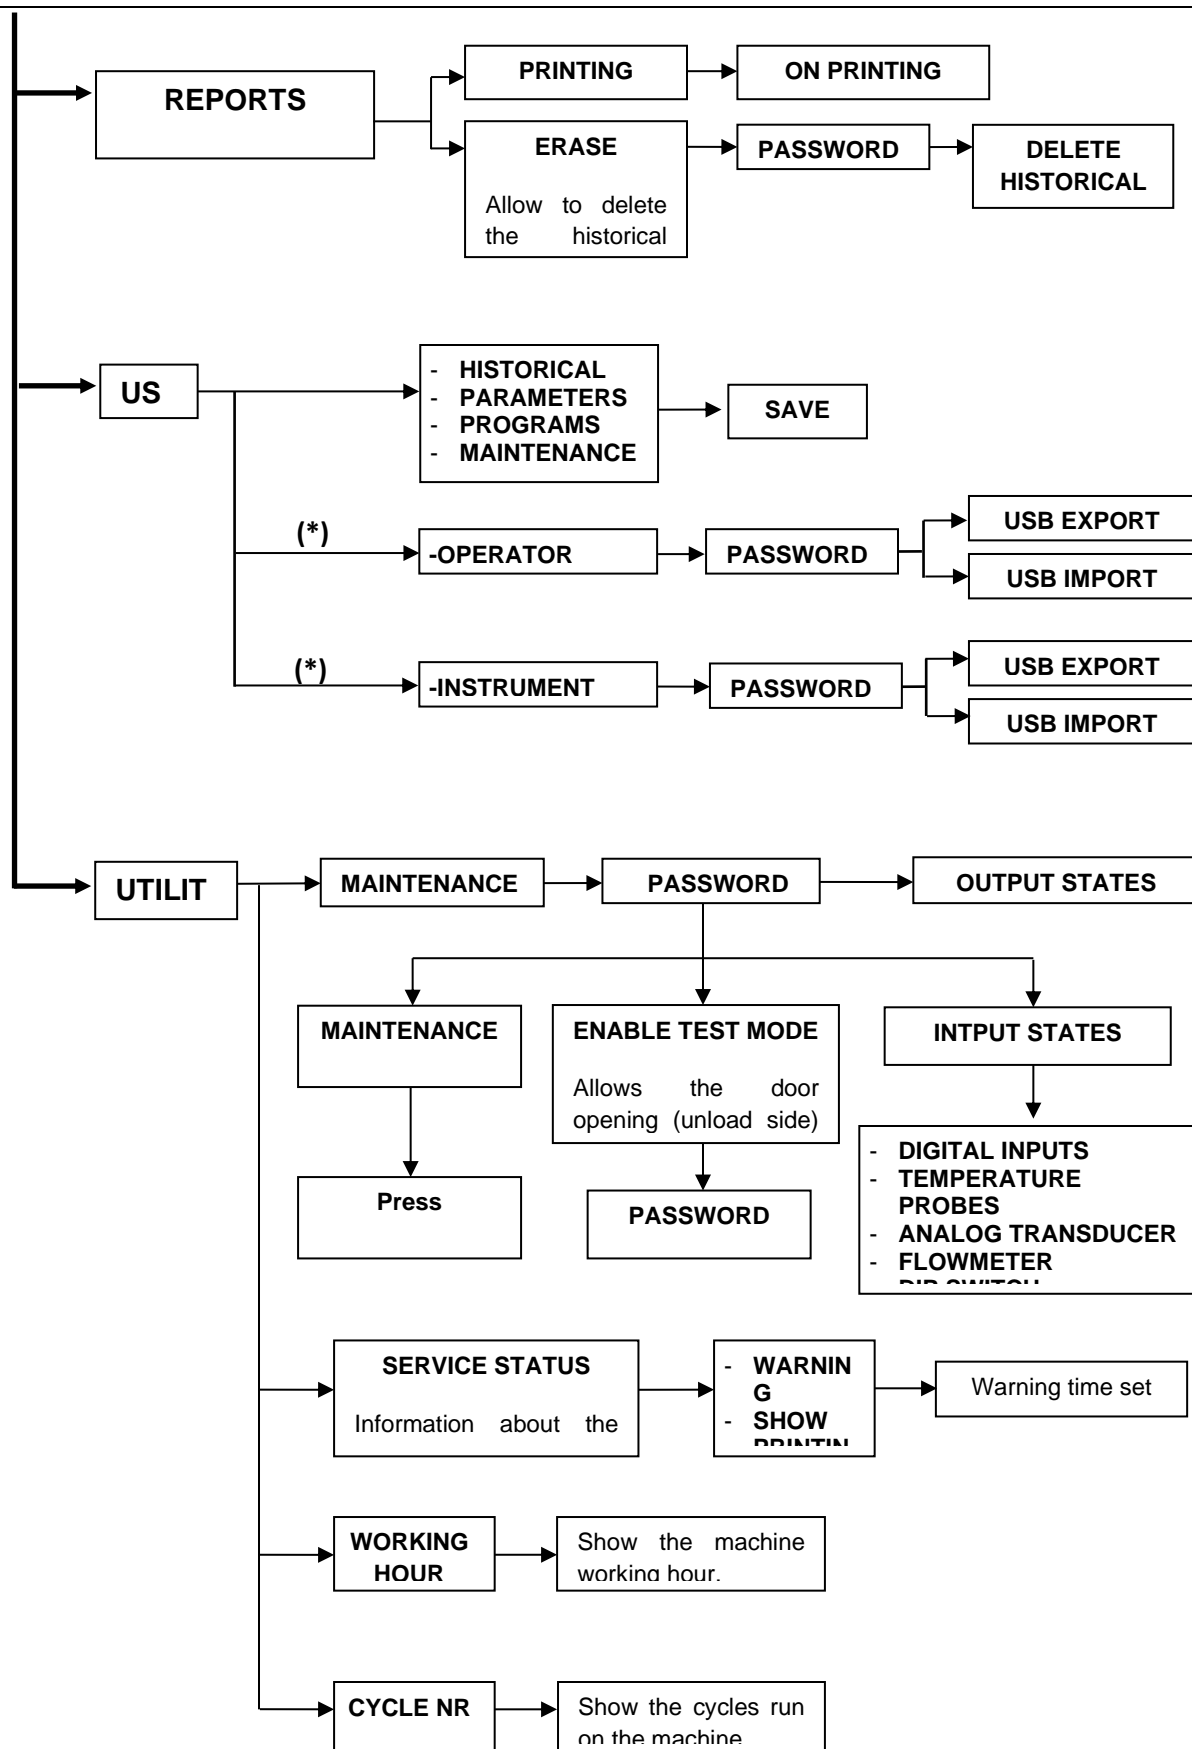 REPORTS
PRINTING
ON PRINTING
ERASE
Allow to delete
the historical
PASSWORD
DELETE
HISTORICAL
US
- HISTORICAL
- PARAMETERS
- PROGRAMS
- MAINTENANCE
SAVE
(*)
-OPERATOR
PASSWORD
USB EXPORT
USB IMPORT
(*)
-INSTRUMENT
PASSWORD
USB EXPORT
USB IMPORT
UTILIT
MAINTENANCE
PASSWORD
OUTPUT STATES
MAINTENANCE
ENABLE TEST MODE
Allows the door
opening (unload side)
INTPUT STATES
Press
PASSWORD
- DIGITAL INPUTS
- TEMPERATURE
PROBES
- ANALOG TRANSDUCER
- FLOWMETER
DIP SWITCH
SERVICE STATUS
Information about the
- WARNIN
G
- SHOW
PRINTIN
Warning time set
WORKING
HOUR
Show the machine
working hour.
CYCLE NR
Show the cycles run
on the machine